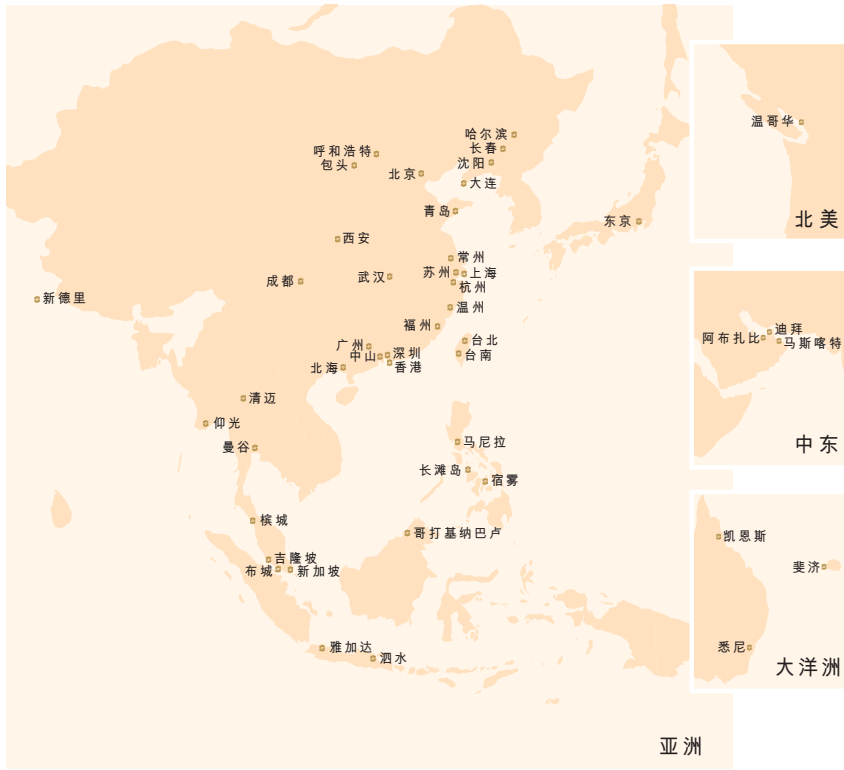 哈尔滨
长春
呼和浩特
沈阳
包头
北京
大连
青岛
东京
西安
常州
苏州
上海
成都
武汉
杭州
新德里
温州
福州
台北
广州
中山
深圳
台南
北海
香港
清迈
仰光
马尼拉
曼谷
长滩岛
宿雾
槟城
哥打基纳巴卢
吉隆坡
布城
新加坡
雅加达
泗水
亚洲
温哥华
北美
迪拜
阿布扎比
马斯喀特
中东
凯恩斯
斐济
悉尼
大洋洲